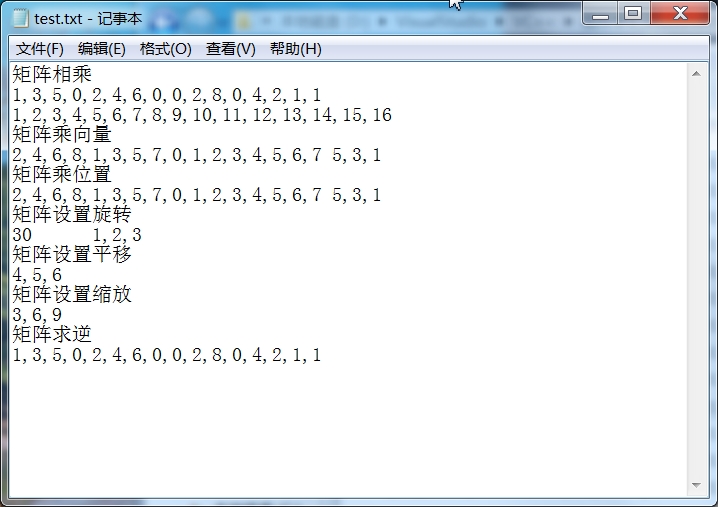 test.txt - 记事本
文件(F) 编辑(E) 格式(O) 查看(V) 帮助(H)
矩阵相乘
1,3,5,0,2,4,6,0,0,2,8,0,4,2,1,1
1,2,3,4,5,6,7,8,9,10,11,12,13,14,15,16
矩阵乘向量
2,4,6,8,1,3,5,7,0,1,2,3,4,5,6,7 5,3,1
矩阵乘位置
2,4,6,8,1,3,5,7,0,1,2,3,4,5,6,7 5,3,1
矩阵设置旋转
30      1,2,3
矩阵设置平移
4,5,6
矩阵设置缩放
3,6,9
矩阵求逆
1,3,5,0,2,4,6,0,0,2,8,0,4,2,1,1